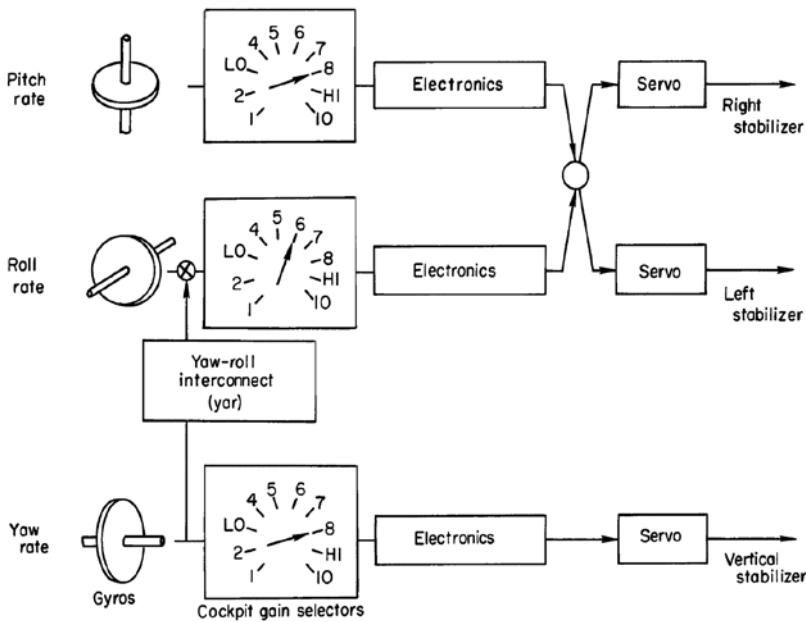 Pitch rate
1 2 LO 4 5 6 7 8 HI 10
Electronics
Servo
Right stabilizer
Roll rate
1 2 LO 4 5 6 7 8 HI 10
Electronics
Servo
Left stabilizer
Yaw-roll
interconnect
(yar)
Yaw rate
Gyros
1 2 LO 4 5 6 7 8 HI 10
Cockpit gain selectors
Electronics
Servo
Vertical stabilizer